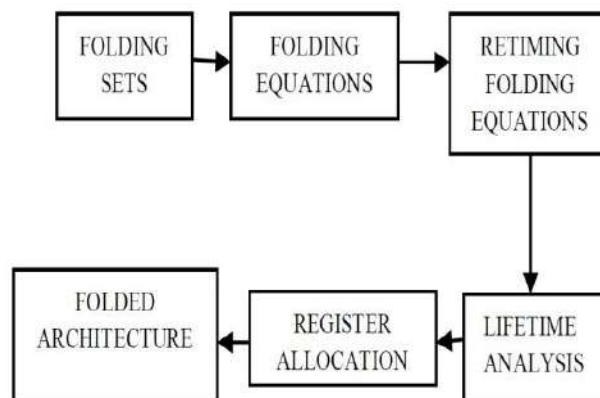 FOLDING
SETS
FOLDING
EQUATIONS
RETIMING
FOLDING
EQUATIONS
FOLDED
ARCHITECTURE
REGISTER
ALLOCATION
LIFETIME
ANALYSIS